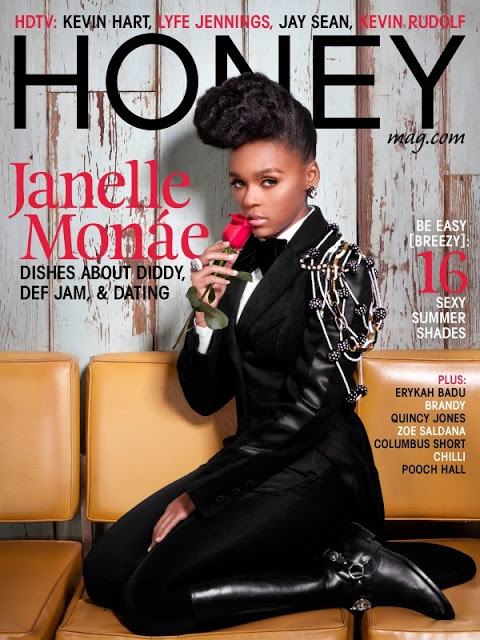 HDTV: KEVIN HART, LYFE JENNINGS, JAY SEAN, KEVIN RUDOLF
HONEY
mag.com
Janelle
Monáe
DISHES ABOUT DIDDY,
DEF JAM, & DATING
BE EASY
[BREEZY]:
16
SEXY
SUMMER
SHADES
PLUS:
ERYKAH BADU
BRANDY
QUINCY JONES
ZOE SALDANA
COLUMBUS SHORT
CHILLI
POOCH HALL